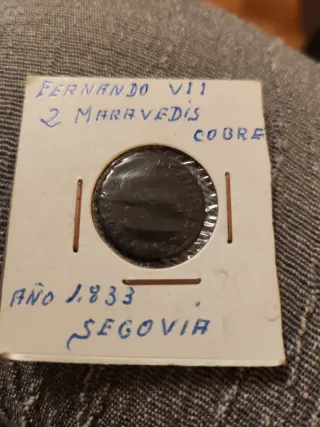 FERNANDO VII
2 MARAVEDIS
COBRE
AÑO 1.833
SEGOVIA